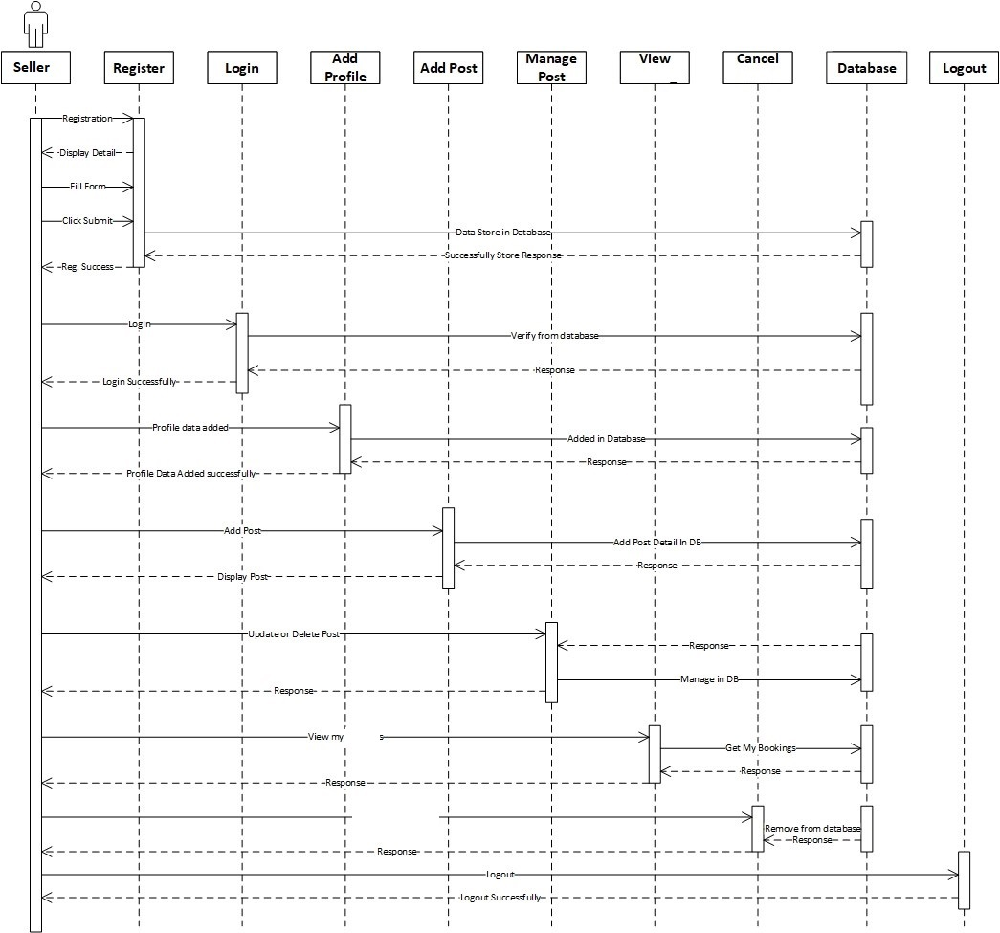 Seller
Register
Login
Add
Profile
Add Post
Manage
Post
View
Cancel
Database
Logout
Registration
Display Detail
Fill Form
Click Submit
Data Store in Database
Successfully Store Response
Reg. Success
Login
Verify from database
Response
Login Successfully
Profile data added
Added in Database
Response
Profile Data Added successfully
Add Post
Add Post Detail In DB
Response
Display Post
Update or Delete Post
Response
Manage in DB
Response
View my s
Get My Bookings
Response
Response
Remove from database
Response
Response
Logout
Logout Successfully